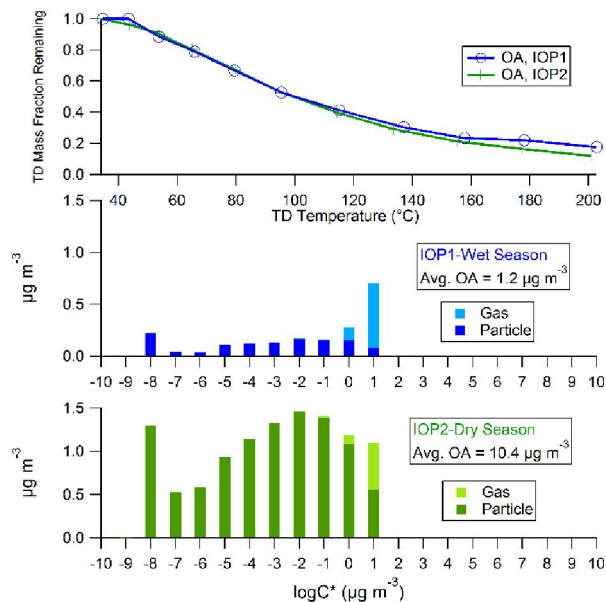 TD Mass Fraction Remaining
1.0
0.8
0.6
0.4
0.2
0.0
OA, IOP1
OA, IOP2
40 60 80 100 120 140 160 180 200
TD Temperature (°C)
µg m⁻³
1.5
1.0
0.5
0.0
IOP1-Wet Season
Avg. OA = 1.2 µg m⁻³
Gas
Particle
-10 -9 -8 -7 -6 -5 -4 -3 -2 -1 0 1 2 3 4 5 6 7 8 9 10
µg m⁻³
1.5
1.0
0.5
0.0
IOP2-Dry Season
Avg. OA = 10.4 µg m⁻³
Gas
Particle
-10 -9 -8 -7 -6 -5 -4 -3 -2 -1 0 1 2 3 4 5 6 7 8 9 10
logC* (µg m⁻³)